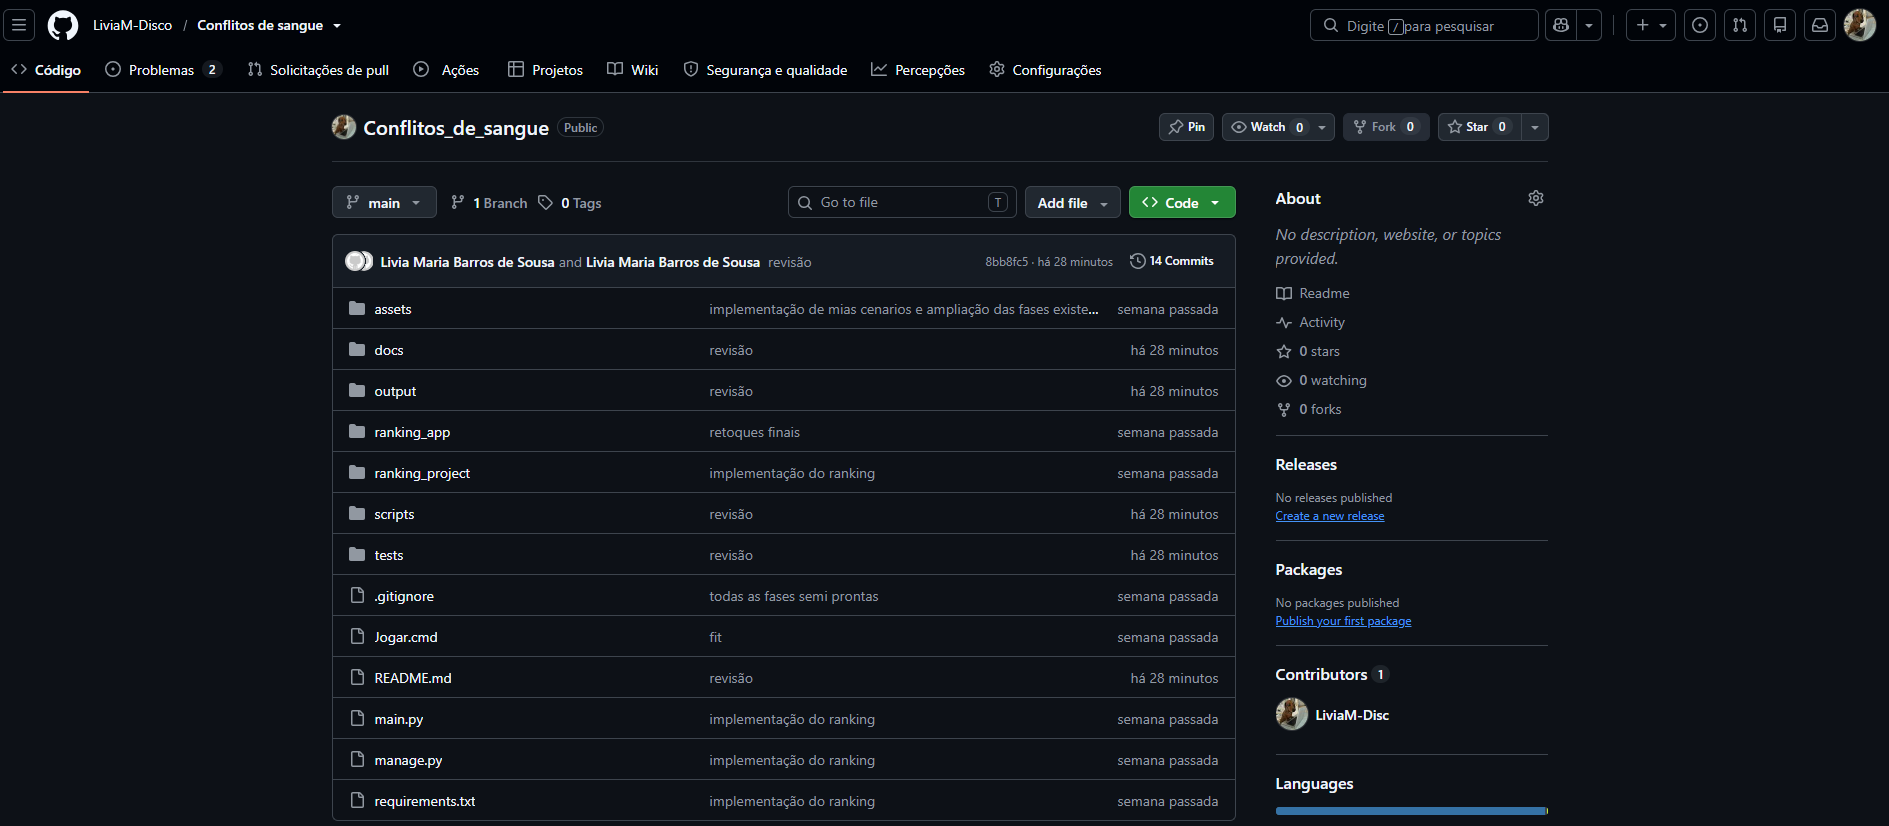 LiviaM-Disco / Conflitos de sangue
Digite / para pesquisar
Código
Problemas 2
Solicitações de pull
Ações
Projetos
Wiki
Segurança e qualidade
Percepções
Configurações
Conflitos_de_sangue Public
Pin
Watch 0
Fork 0
Star 0
main
1 Branch
0 Tags
Go to file T
Add file
Code
Livia Maria Barros de Sousa and Livia Maria Barros de Sousa revisão
8bb8fc5 · há 28 minutos
14 Commits
assets implementação de mias cenarios e ampliação das fases existe... semana passada
docs revisão há 28 minutos
output revisão há 28 minutos
ranking_app retoques finais semana passada
ranking_project implementação do ranking semana passada
scripts revisão há 28 minutos
tests revisão há 28 minutos
.gitignore todas as fases semi prontas semana passada
Jogar.cmd fit semana passada
README.md revisão há 28 minutos
main.py implementação do ranking semana passada
manage.py implementação do ranking semana passada
requirements.txt implementação do ranking semana passada
About
No description, website, or topics
provided.
Readme
Activity
0 stars
0 watching
0 forks
Releases
No releases published
Create a new release
Packages
No packages published
Publish your first package
Contributors 1
LiviaM-Disc
Languages